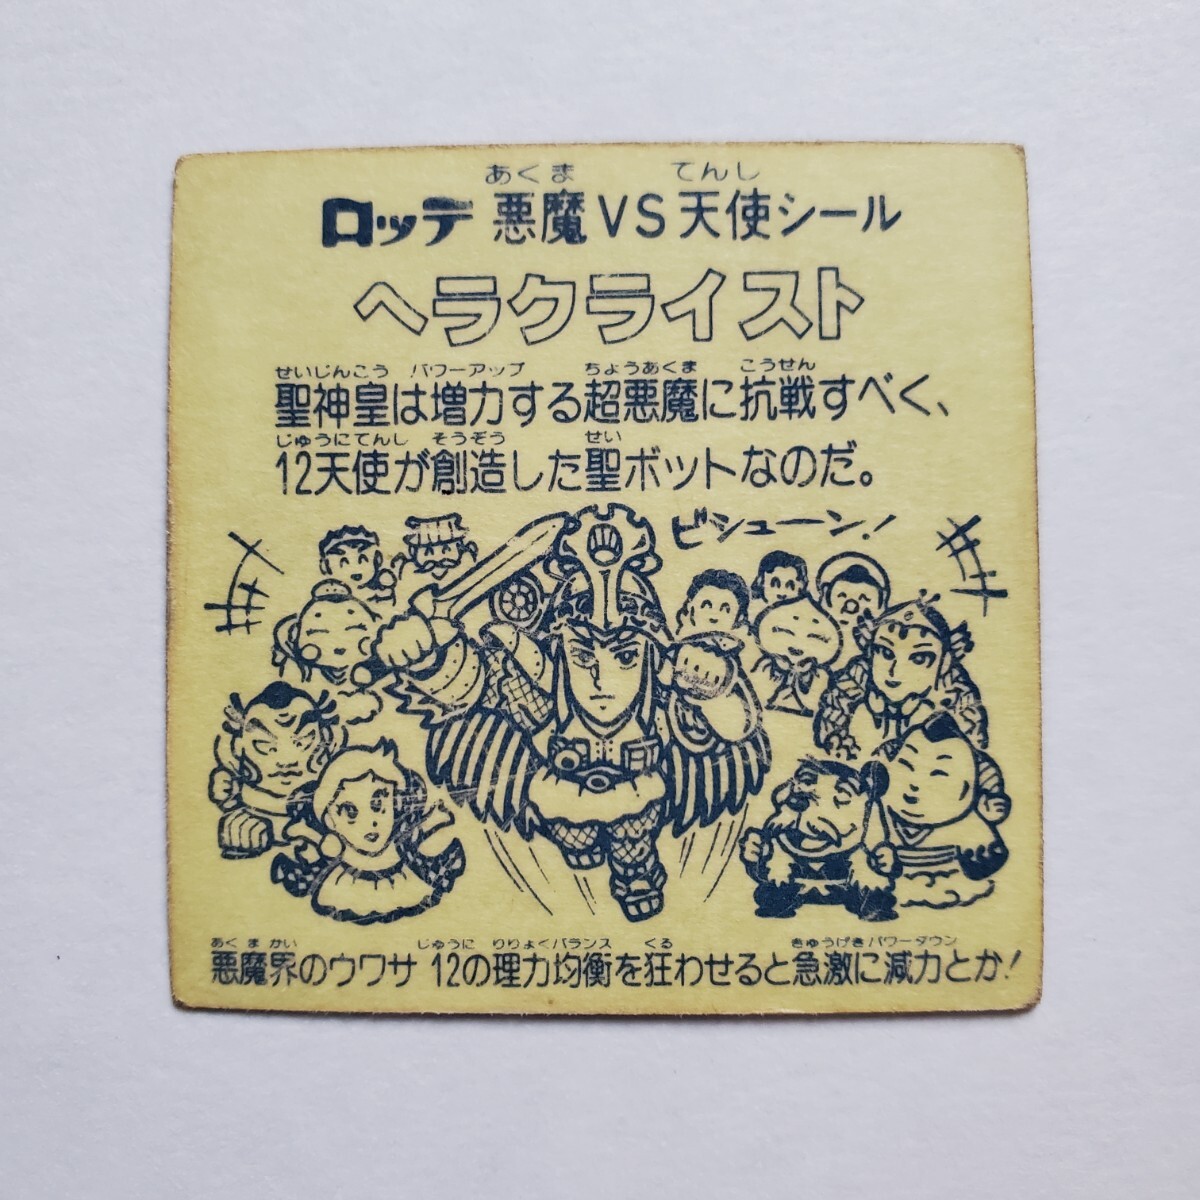 あくま てんし
ロッテ 悪魔VS天使シール
ヘラクライスト
せいじんこう パワーアップ ちょうあくま こうせん
聖神皇は増力する超悪魔に抗戦すべく、
じゅうにてんし そうぞう せい
12天使が創造した聖ボットなのだ。
ビシューン!
あくまかい じゅうに りりょくバランス くる きゅうげきパワーダウン
悪魔界のウワサ 12の理力均衡を狂わせると急激に減力とか!